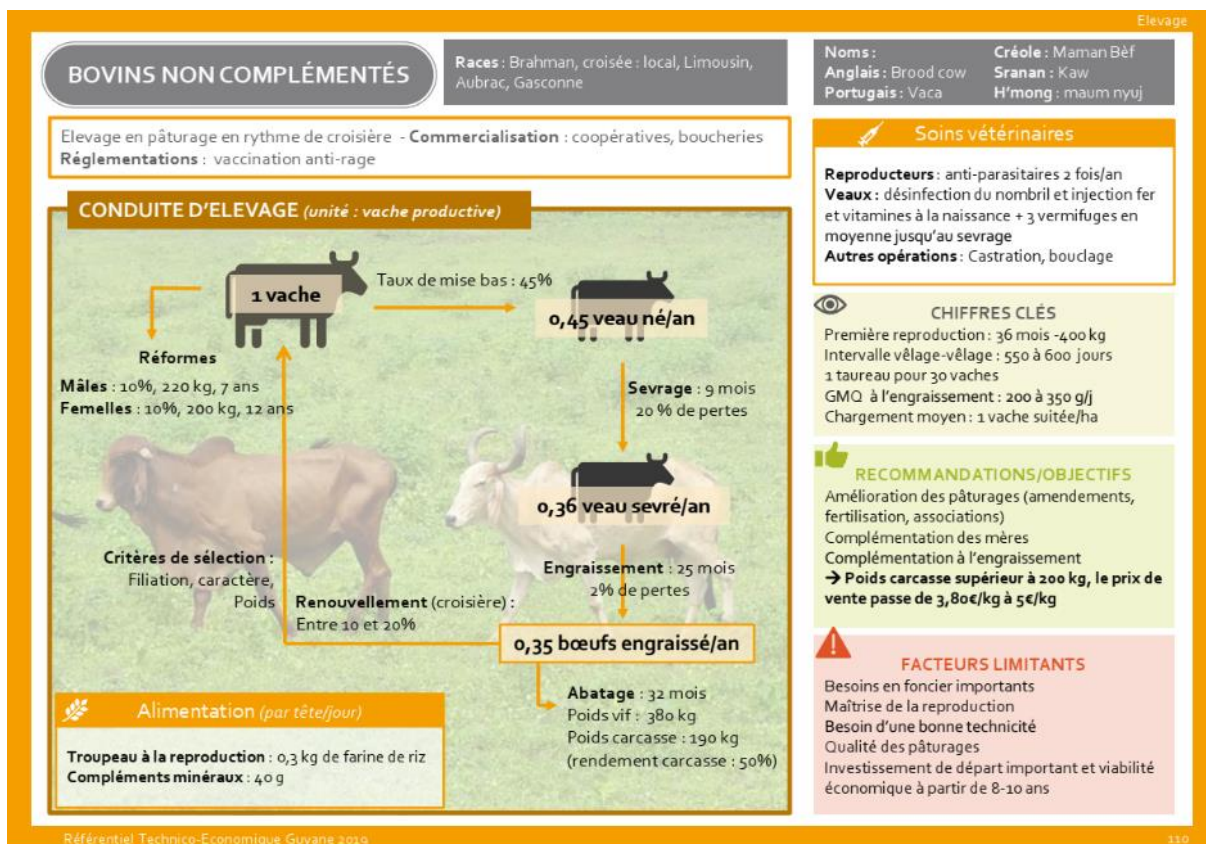 Elevage
BOVINS NON COMPLÉMENTÉS
Races : Brahman, croisée : local, Limousin,
Aubrac, Gasconne
Noms :
Anglais : Brood cow
Portugais : Vaca
Créole : Maman Bèf
Sranan : Kaw
H'mong : maum nyuj
Elevage en pâturage en rythme de croisière - Commercialisation : coopératives, boucheries
Réglementations : vaccination anti-rage
CONDUITE D'ELEVAGE (unité : vache productive)
1 vache
Taux de mise bas : 45%
0,45 veau né/an
Réformes
Mâles : 10%, 220 kg, 7 ans
Femelles : 10%, 200 kg, 12 ans
Sevrage : 9 mois
20 % de pertes
0,36 veau sevré/an
Critères de sélection :
Filiation, caractère,
Poids
Renouvellement (croisière) :
Entre 10 et 20%
Engraissement : 25 mois
2% de pertes
0,35 bœufs engraissé/an
Abatage : 32 mois
Poids vif : 380 kg
Poids carcasse : 190 kg
(rendement carcasse : 50%)
Alimentation (par tête/jour)
Troupeau à la reproduction : 0,3 kg de farine de riz
Compléments minéraux : 40 g
Soins vétérinaires
Reproducteurs : anti-parasitaires 2 fois/an
Veaux : désinfection du nombril et injection fer
et vitamines à la naissance + 3 vermifuges en
moyenne jusqu'au sevrage
Autres opérations : Castration, bouclage
CHIFFRES CLÉS
Première reproduction : 36 mois -400 kg
Intervalle vêlage-vêlage : 550 à 600 jours
1 taureau pour 30 vaches
GMQ à l'engraissement : 200 à 350 g/j
Chargement moyen : 1 vache suitée/ha
RECOMMANDATIONS/OBJECTIFS
Amélioration des pâturages (amendements,
fertilisation, associations)
Complémentation des mères
Complémentation à l'engraissement
→ Poids carcasse supérieur à 200 kg, le prix de
vente passe de 3,80€/kg à 5€/kg
FACTEURS LIMITANTS
Besoins en foncier importants
Maîtrise de la reproduction
Besoin d'une bonne technicité
Qualité des pâturages
Investissement de départ important et viabilité
économique à partir de 8-10 ans
Référentiel Technico-Economique Guyane 2019
110